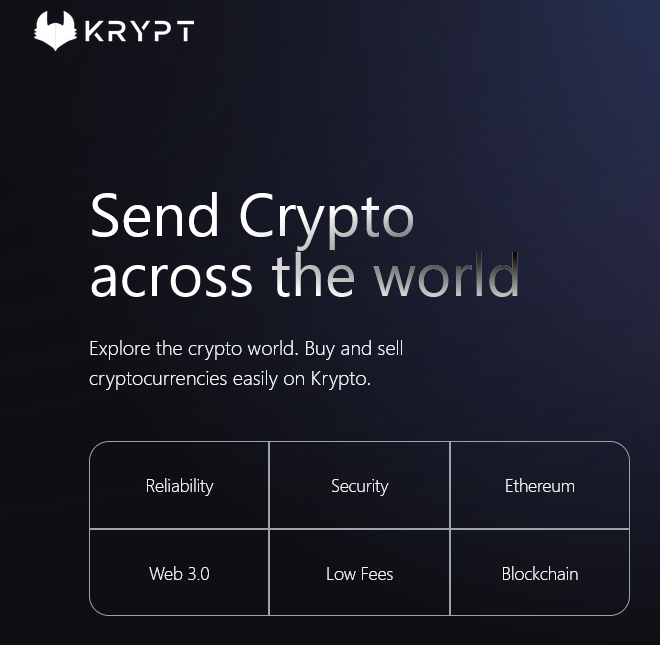 KRYPT
Send Crypto
across the world
Explore the crypto world. Buy and sell
cryptocurrencies easily on Krypto.
Reliability
Security
Ethereum
Web 3.0
Low Fees
Blockchain